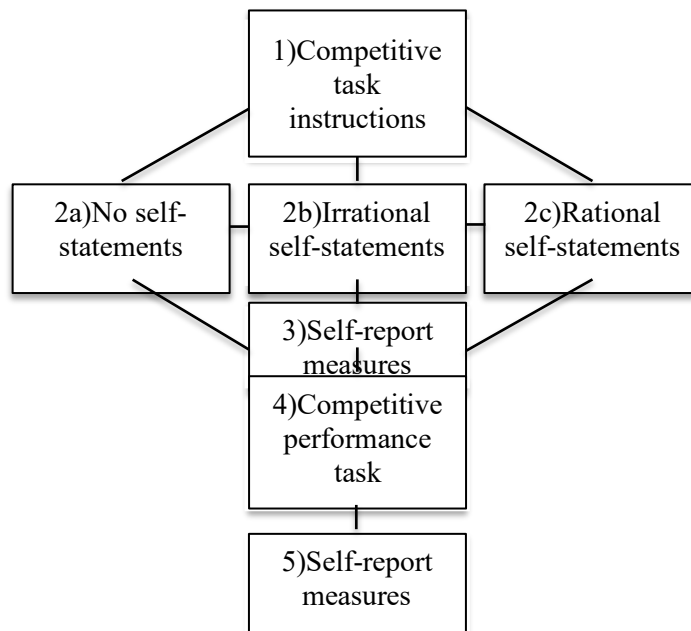 1)Competitive
task
instructions
2a)No self-
statements
2b)Irrational
self-statements
2c)Rational
self-statements
3)Self-report
measures
4)Competitive
performance
task
5)Self-report
measures